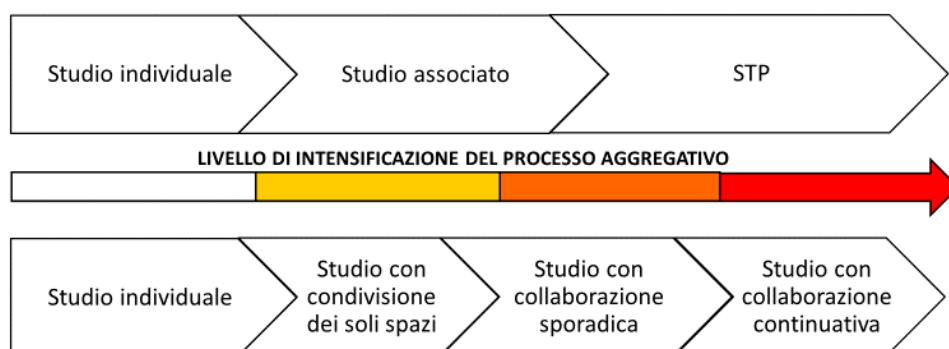 Studio individuale
Studio associato
STP
LIVELLO DI INTENSIFICAZIONE DEL PROCESSO AGGREGATIVO
Studio individuale
Studio con
condivisione
dei soli spazi
Studio con
collaborazione
sporadica
Studio con
collaborazione
continuativa